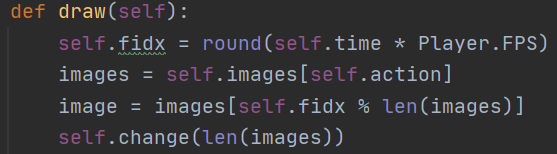 def draw(self):
    self.fidx = round(self.time * Player.FPS)
    images = self.images[self.action]
    image = images[self.fidx % len(images)]
    self.change(len(images))